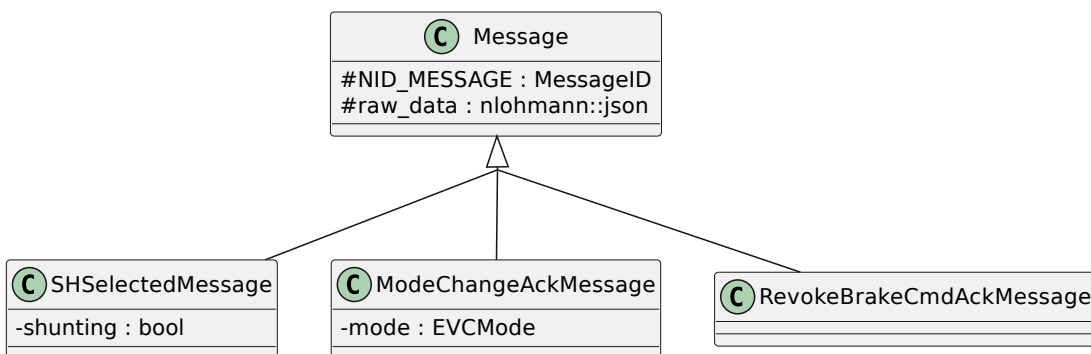 C Message
#NID_MESSAGE : MessageID
#raw_data : nlohmann::json
C SHSelectedMessage
-shunting : bool
C ModeChangeAckMessage
-mode : EVCMode
C RevokeBrakeCmdAckMessage